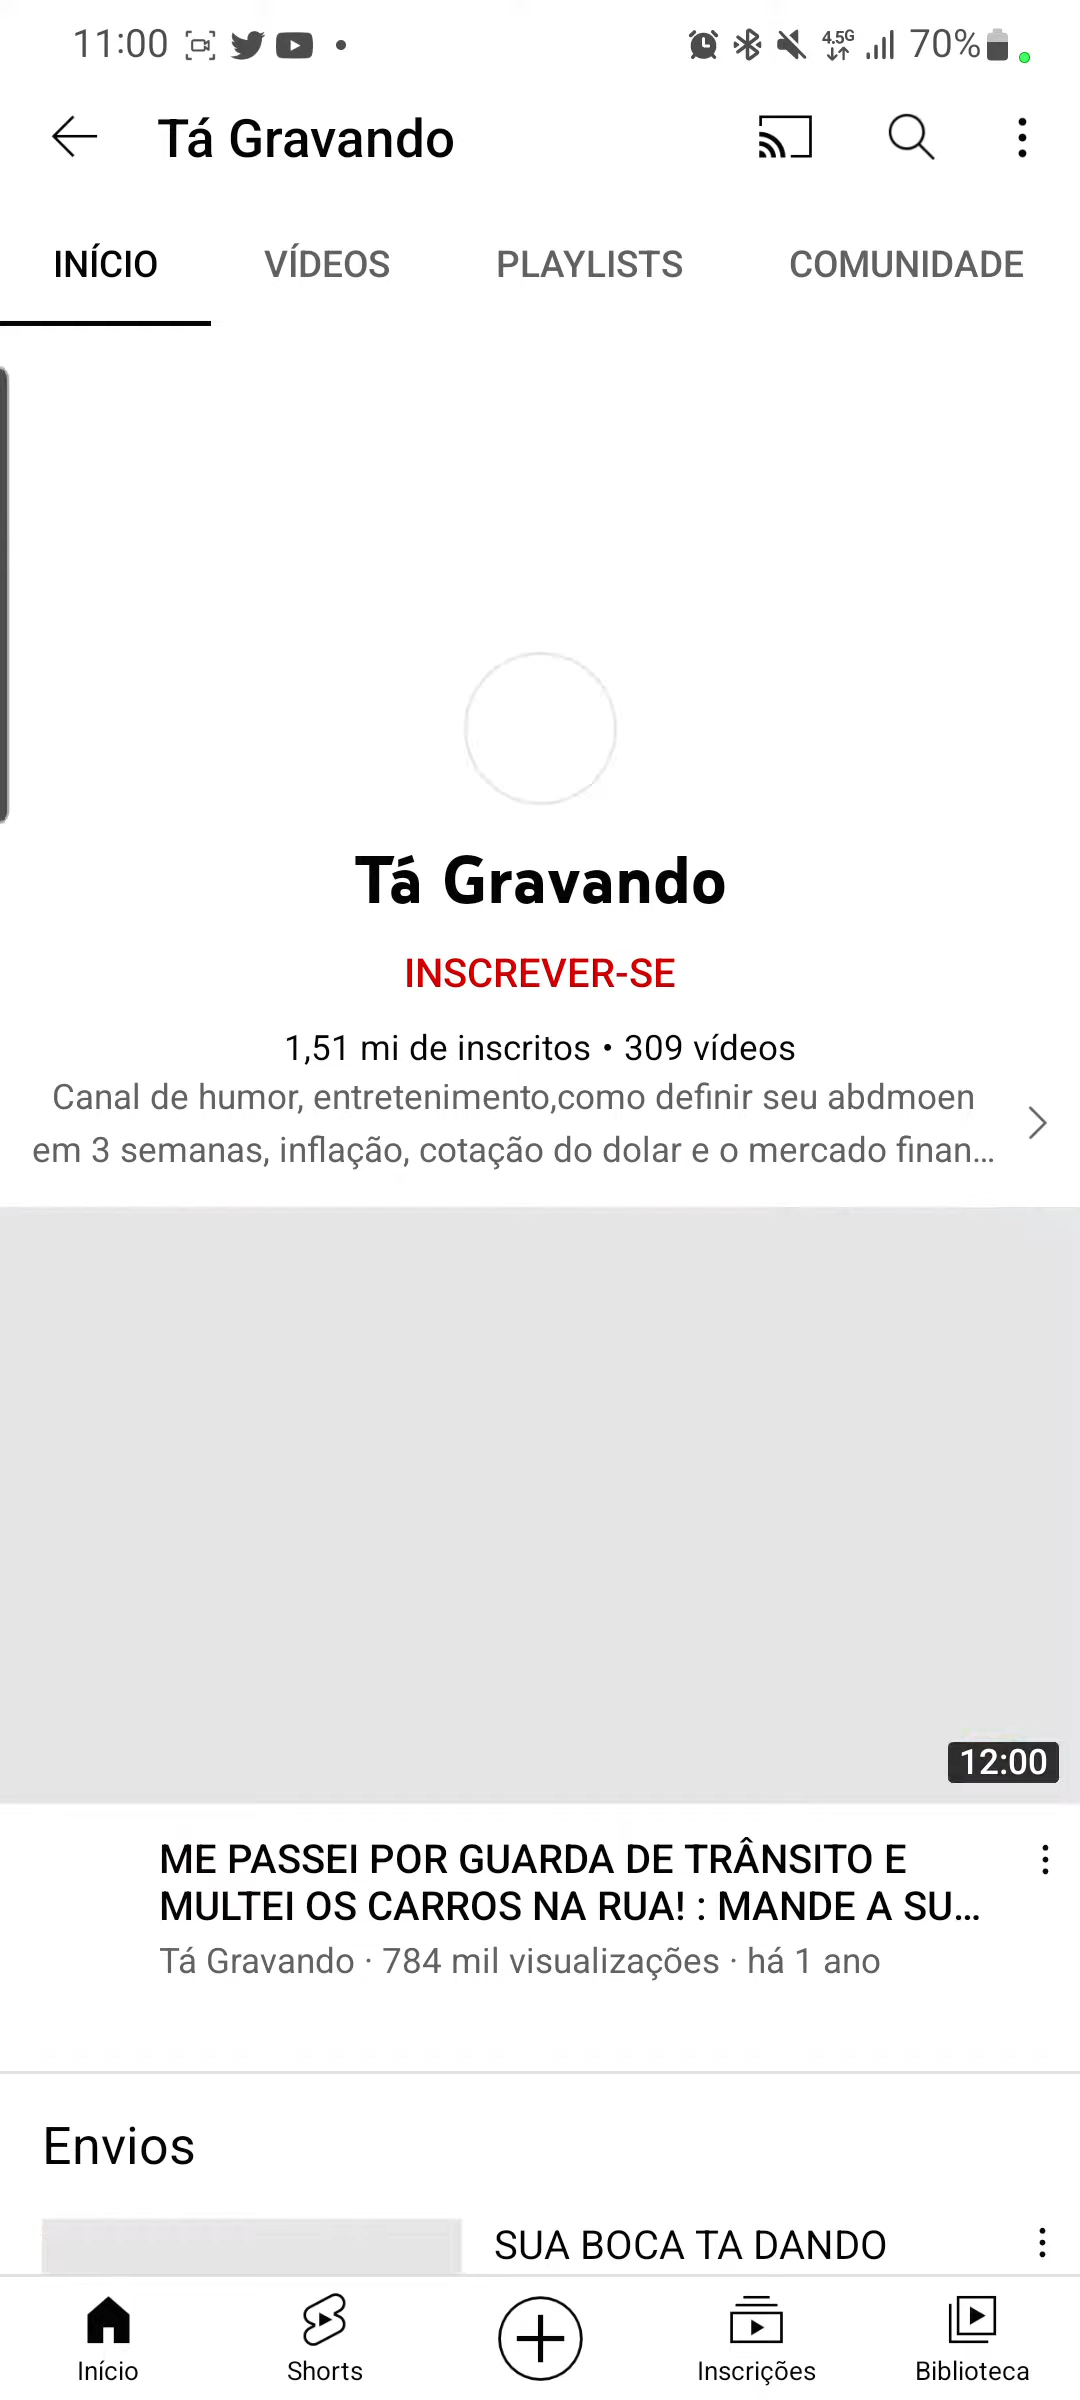 11:00
4.5G
70%
Tá Gravando
INÍCIO
VÍDEOS
PLAYLISTS
COMUNIDADE
Tá Gravando
INSCREVER-SE
1,51 mi de inscritos • 309 vídeos
Canal de humor, entretenimento,como definir seu abdmoen
em 3 semanas, inflação, cotação do dolar e o mercado finan...
12:00
ME PASSEI POR GUARDA DE TRÂNSITO E
MULTEI OS CARROS NA RUA! : MANDE A SU...
Tá Gravando · 784 mil visualizações · há 1 ano
Envios
SUA BOCA TA DANDO
Início
Shorts
Inscrições
Biblioteca